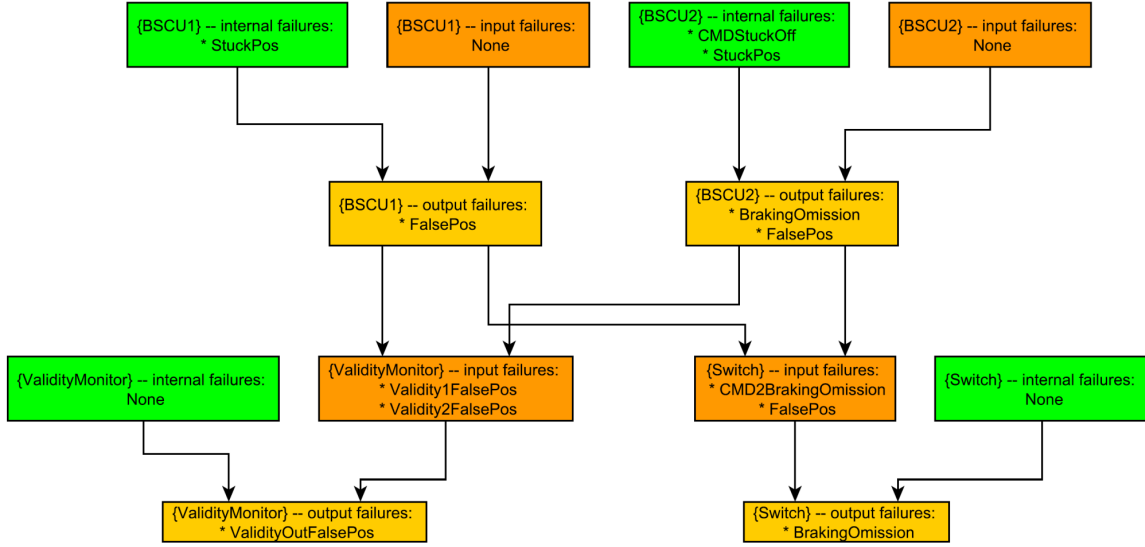 {BSCU1} -- internal failures:
* StuckPos
{BSCU1} -- input failures:
None
{BSCU2} -- internal failures:
* CMDStuckOff
* StuckPos
{BSCU2} -- input failures:
None
{BSCU1} -- output failures:
* FalsePos
{BSCU2} -- output failures:
* BrakingOmission
* FalsePos
{ValidityMonitor} -- internal failures:
None
{ValidityMonitor} -- input failures:
* Validity1FalsePos
* Validity2FalsePos
{Switch} -- input failures:
* CMD2BrakingOmission
* FalsePos
{Switch} -- internal failures:
None
{ValidityMonitor} -- output failures:
* ValidityOutFalsePos
{Switch} -- output failures:
* BrakingOmission